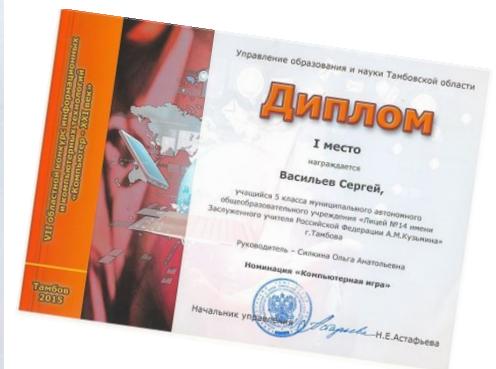 VII областной конкурс информационных
и компьютерных технологий
«Компьютер – XXI век»
Тамбов
2015
Управление образования и науки Тамбовской области
Диплом
I место
награждается
Васильев Сергей,
учащийся 5 класса муниципального автономного
общеобразовательного учреждения «Лицей №14 имени
Заслуженного учителя Российской Федерации А.М.Кузьмина»
г.Тамбова
Руководитель – Силкина Ольга Анатольевна
Номинация «Компьютерная игра»
Начальник управления
Н.Е.Астафьева